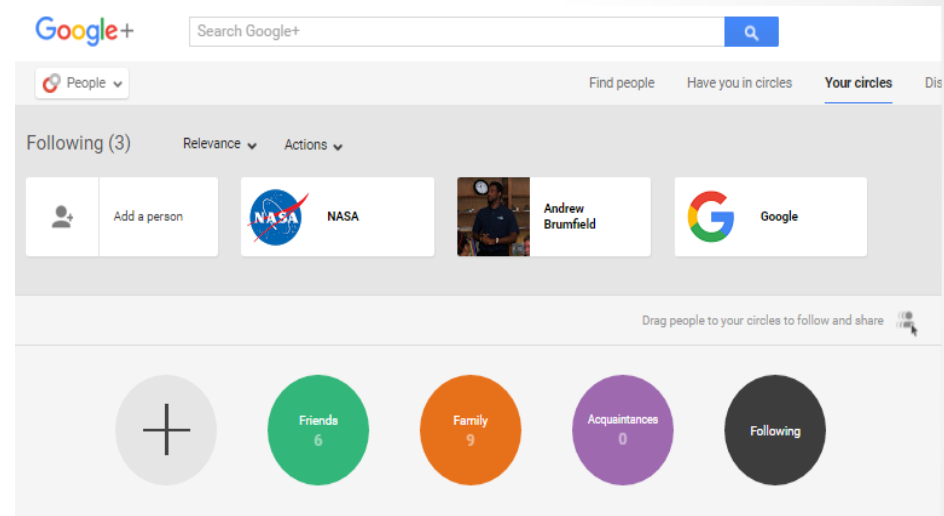 Google+
Search Google+
People
Find people
Have you in circles
Your circles
Dis
Following (3)
Relevance
Actions
Add a person
NASA
NASA
Andrew
Brumfield
G
Google
Drag people to your circles to follow and share
Friends
6
Family
9
Acquaintances
0
Following